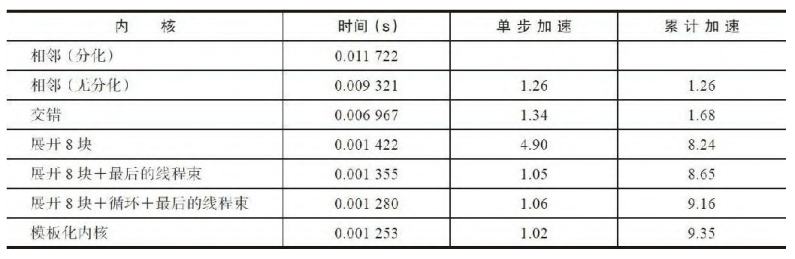 内 核 时间(s) 单步加速 累计加速
相邻(分化) 0.011 722
相邻(无分化) 0.009 321 1.26 1.26
交错 0.006 967 1.34 1.68
展开8块 0.001 422 4.90 8.24
展开8块+最后的线程束 0.001 355 1.05 8.65
展开8块+循环+最后的线程束 0.001 280 1.06 9.16
模板化内核 0.001 253 1.02 9.35